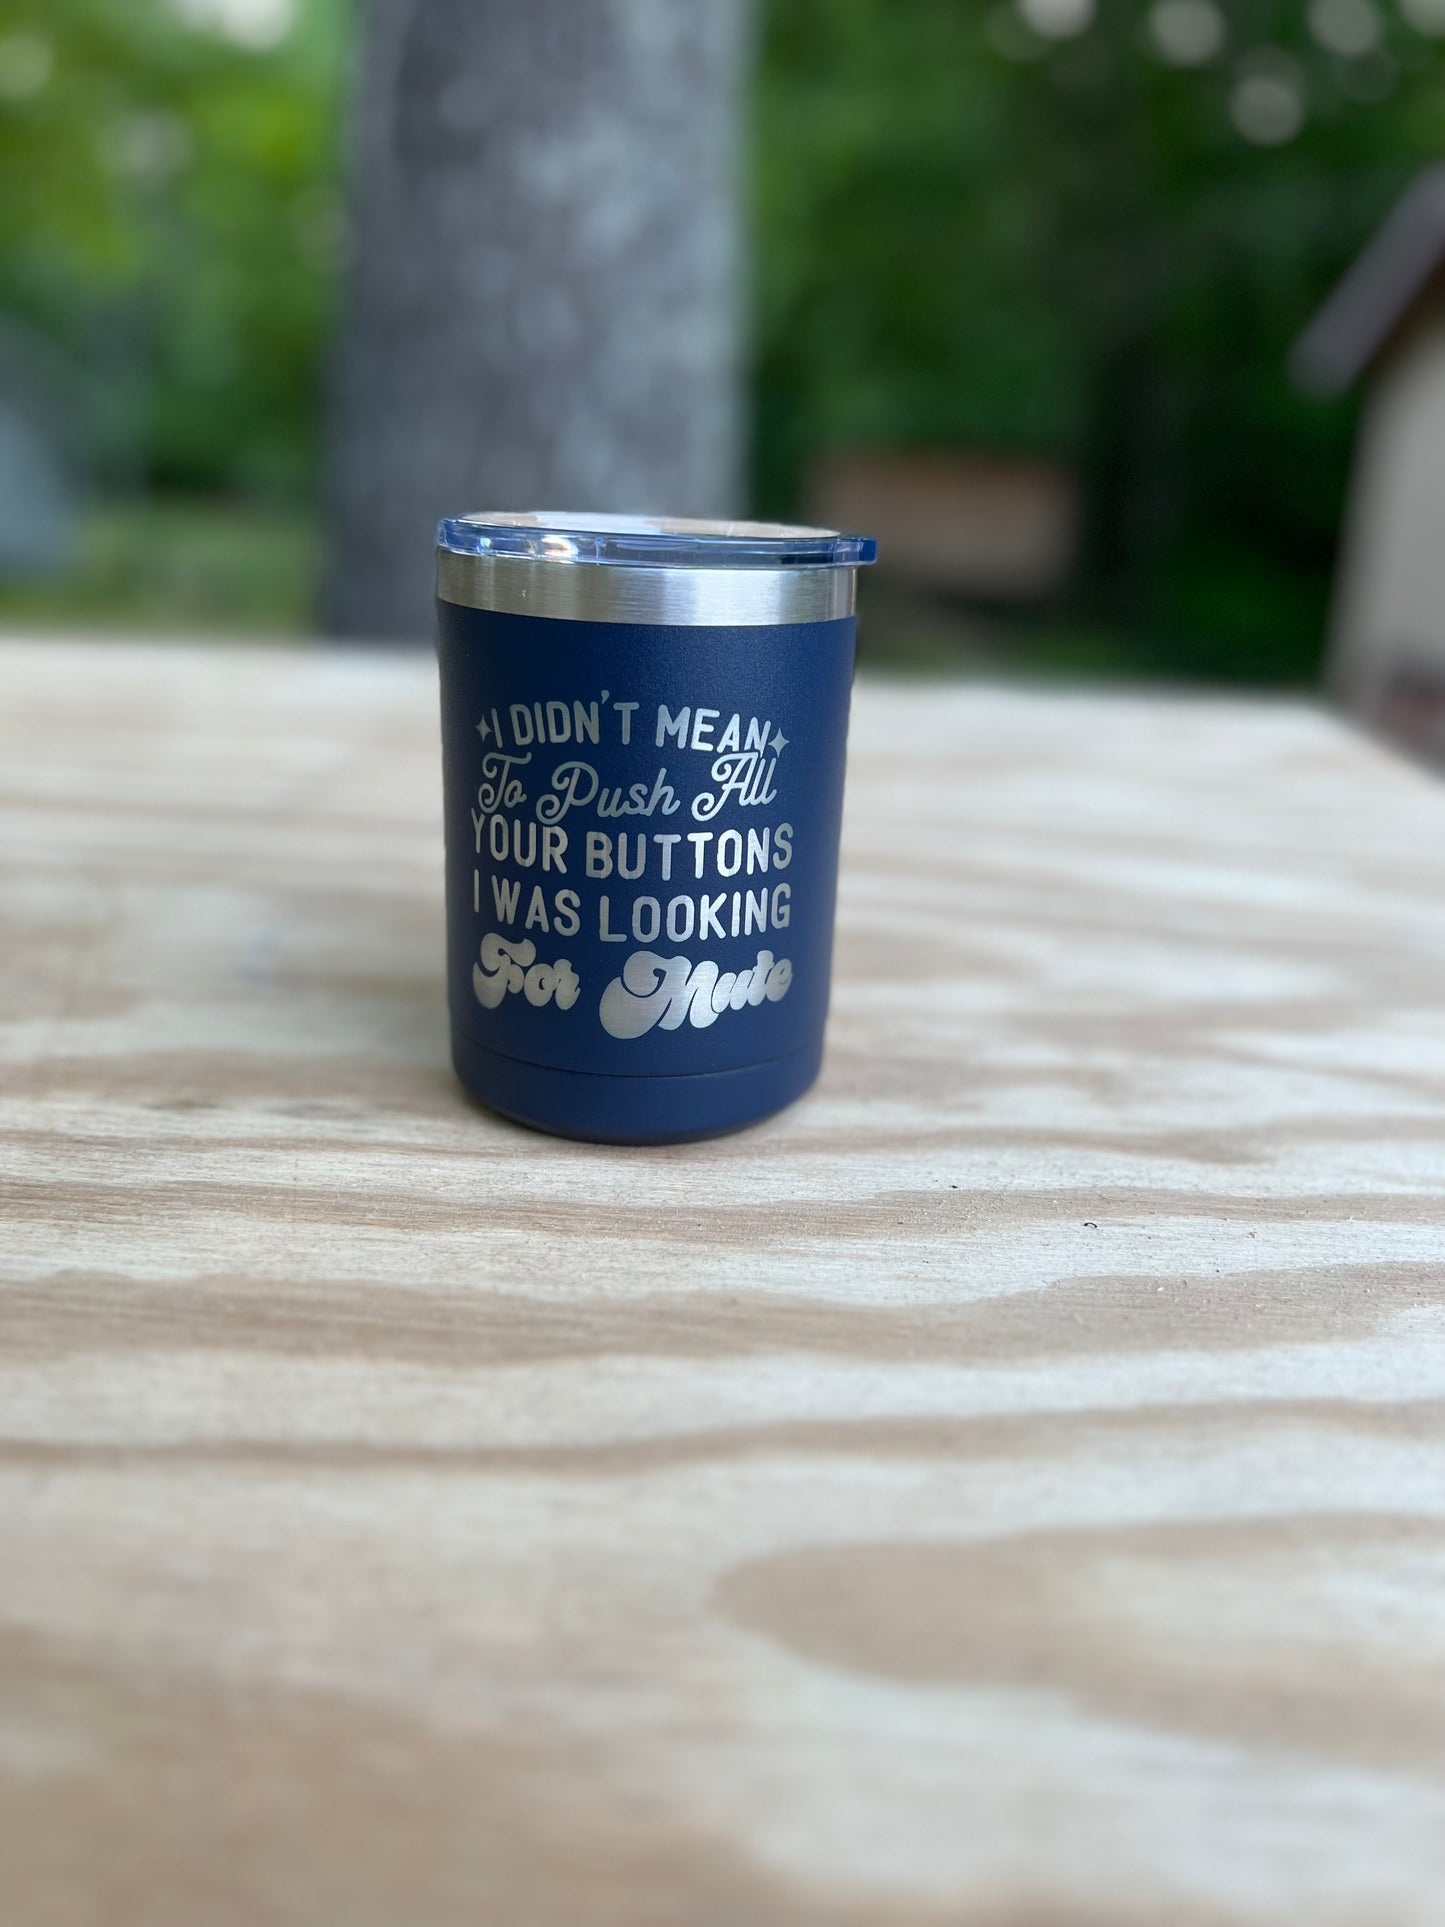 I DIDN'T MEAN
To Push All
YOUR BUTTONS
I WAS LOOKING
For Mute